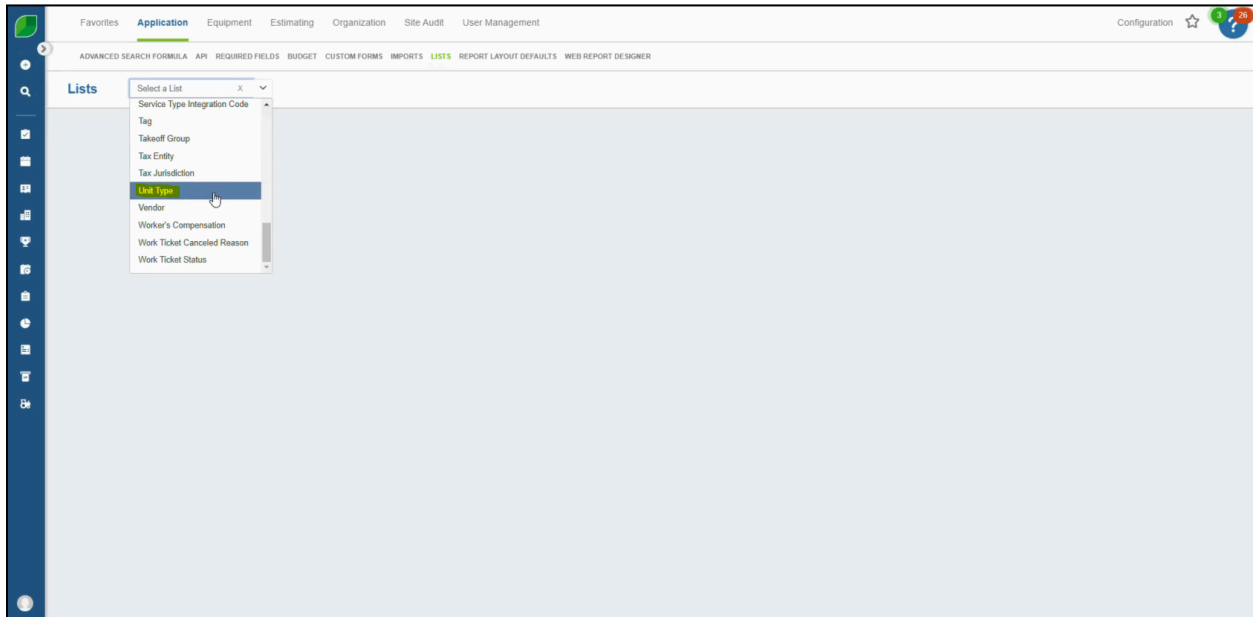 Favorites Application Equipment Estimating Organization Site Audit User Management Configuration 3 26 ?
ADVANCED SEARCH FORMULA API REQUIRED FIELDS BUDGET CUSTOM FORMS IMPORTS LISTS REPORT LAYOUT DEFAULTS WEB REPORT DESIGNER
Lists Select a List X
Service Type Integration Code
Tag
Takeoff Group
Tax Entity
Tax Jurisdiction
Unit Type
Vendor
Worker's Compensation
Work Ticket Canceled Reason
Work Ticket Status